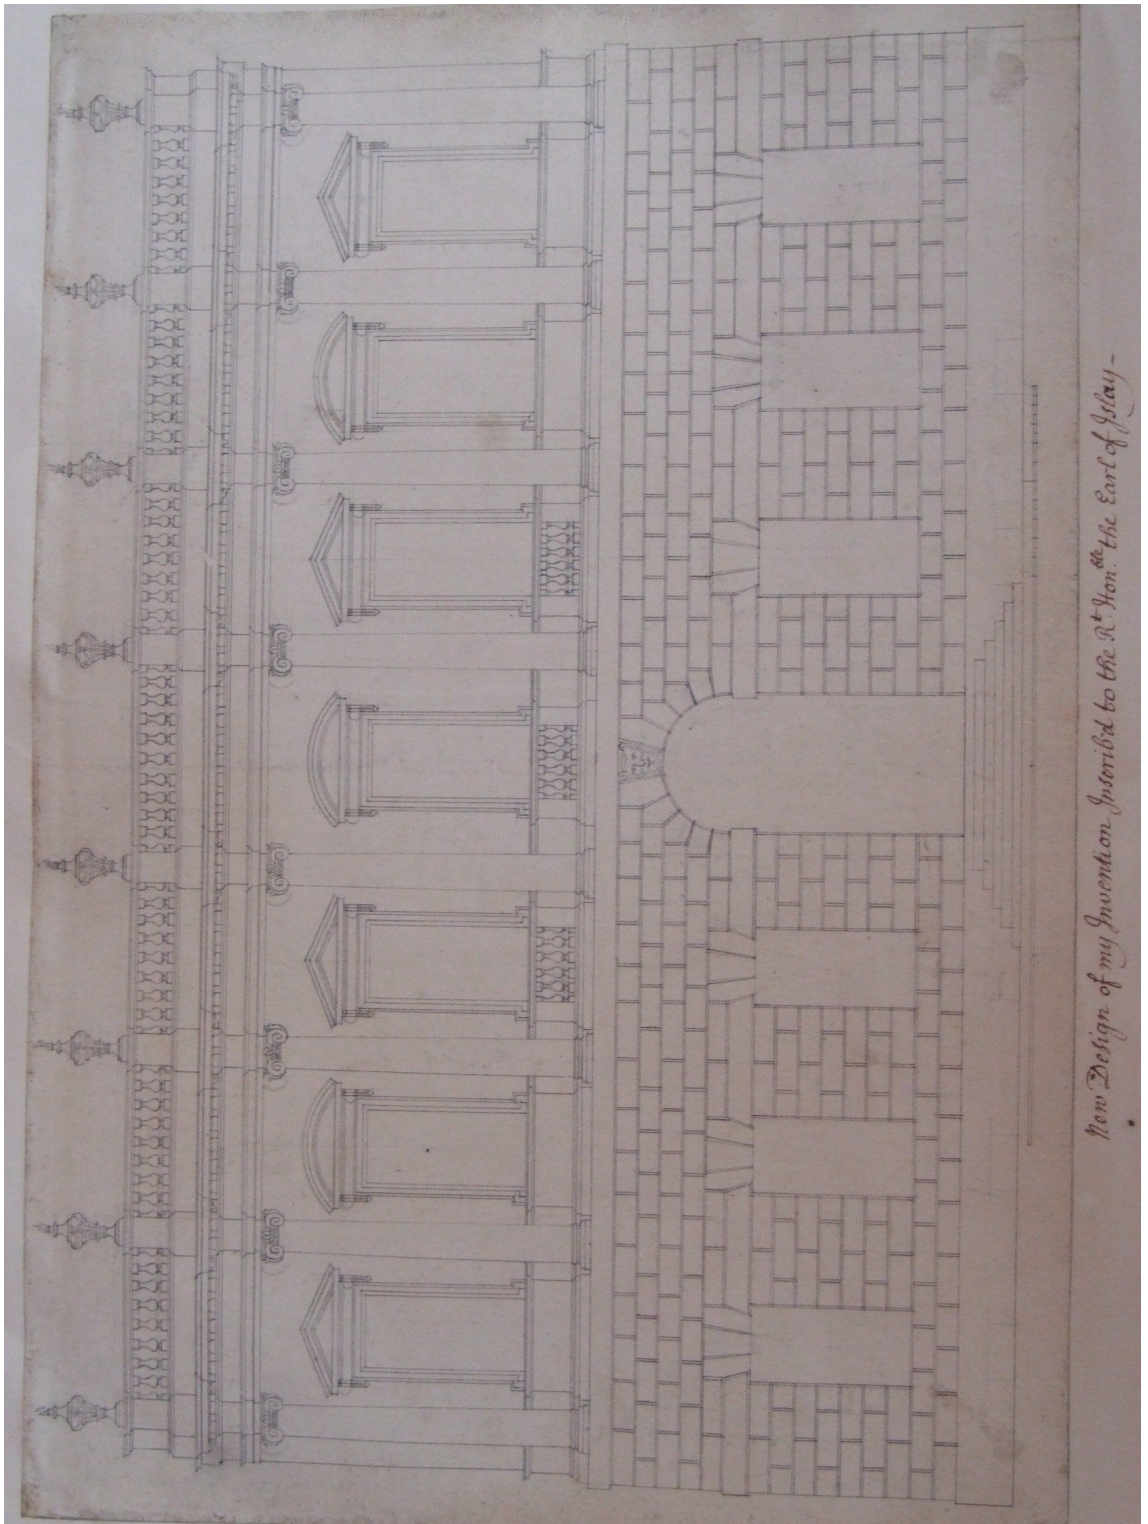 New Design of my Invention Inscrib'd to the Rt. Hon.ble the Earl of Islay-